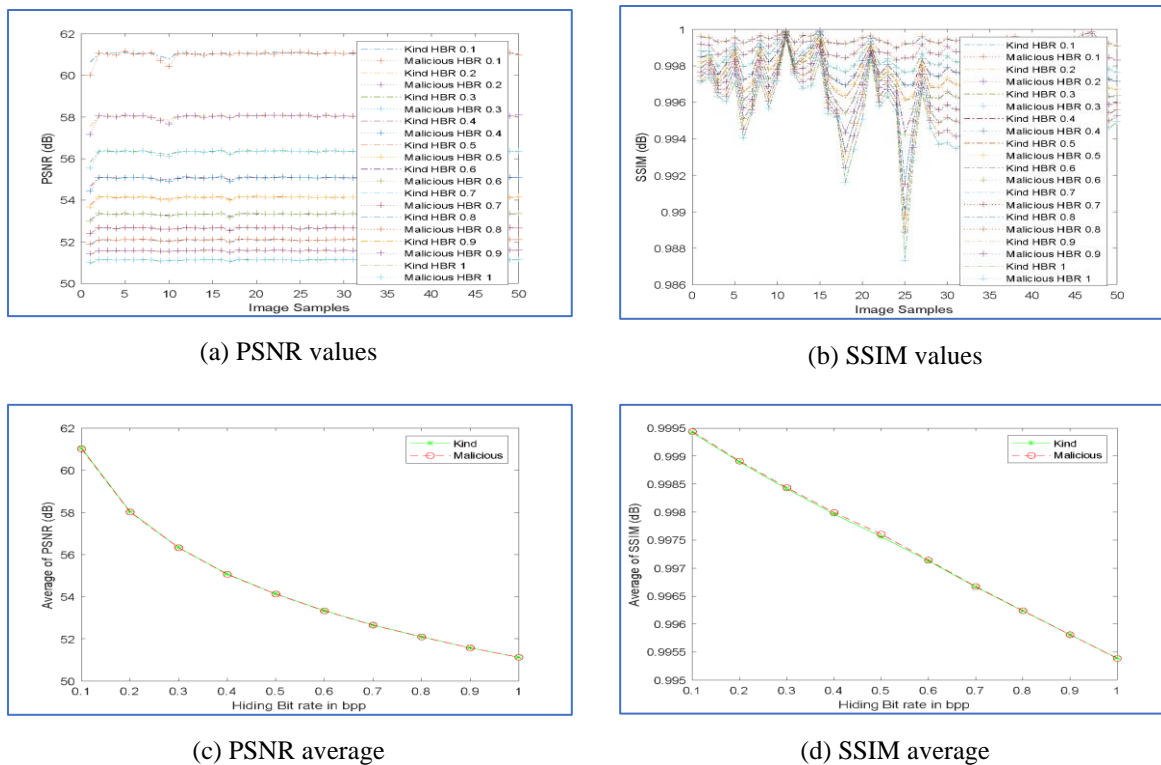 62
60
58
56
54
52
50
PSNR (dB)
0 5 10 15 20 25 30 35 40 45 50
Image Samples
Kind HBR 0.1
Malicious HBR 0.1
Kind HBR 0.2
Malicious HBR 0.2
Kind HBR 0.3
Malicious HBR 0.3
Kind HBR 0.4
Malicious HBR 0.4
Kind HBR 0.5
Malicious HBR 0.5
Kind HBR 0.6
Malicious HBR 0.6
Kind HBR 0.7
Malicious HBR 0.7
Kind HBR 0.8
Malicious HBR 0.8
Kind HBR 0.9
Malicious HBR 0.9
Kind HBR 1
Malicious HBR 1
(a) PSNR values
1
0.998
0.996
0.994
0.992
0.99
0.988
0.986
SSIM (dB)
0 5 10 15 20 25 30 35 40 45 50
Image Samples
Kind HBR 0.1
Malicious HBR 0.1
Kind HBR 0.2
Malicious HBR 0.2
Kind HBR 0.3
Malicious HBR 0.3
Kind HBR 0.4
Malicious HBR 0.4
Kind HBR 0.5
Malicious HBR 0.5
Kind HBR 0.6
Malicious HBR 0.6
Kind HBR 0.7
Malicious HBR 0.7
Kind HBR 0.8
Malicious HBR 0.8
Kind HBR 0.9
Malicious HBR 0.9
Kind HBR 1
Malicious HBR 1
(b) SSIM values
62
60
58
56
54
52
50
Average of PSNR (dB)
0.1 0.2 0.3 0.4 0.5 0.6 0.7 0.8 0.9 1
Hiding Bit rate in bpp
Kind
Malicious
(c) PSNR average
0.9995
0.999
0.9985
0.998
0.9975
0.997
0.9965
0.996
0.9955
0.995
Average of SSIM (dB)
0.1 0.2 0.3 0.4 0.5 0.6 0.7 0.8 0.9 1
Hiding Bit rate in bpp
Kind
Malicious
(d) SSIM average